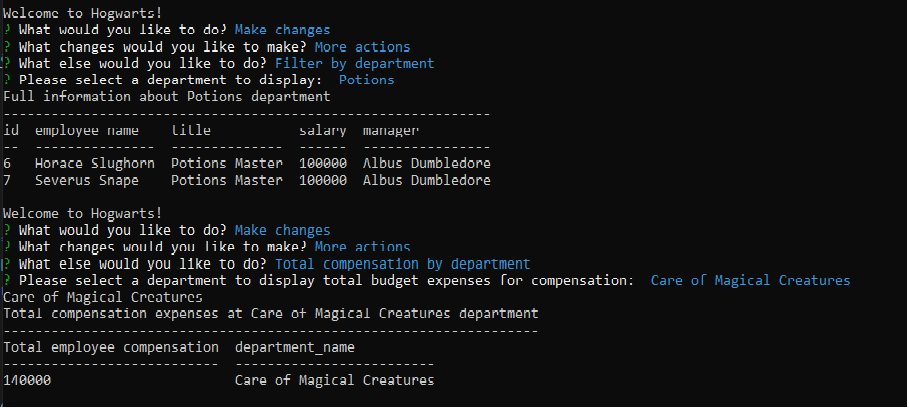 Welcome to Hogwarts!
? What would you like to do? Make changes
? What changes would you like to make? More actions
? What else would you like to do? Filter by department
? Please select a department to display:  Potions
Full information about Potions department
-------------------------------------------------------------
id  employee name    title           salary  manager
--  ---------------  --------------  ------  ----------------
6   Horace Slughorn  Potions Master  100000  Albus Dumbledore
7   Severus Snape    Potions Master  100000  Albus Dumbledore
Welcome to Hogwarts!
? What would you like to do? Make changes
? What changes would you like to make? More actions
? What else would you like to do? Total compensation by department
? Please select a department to display total budget expenses for compensation:  Care of Magical Creatures
Care of Magical Creatures
Total compensation expenses at Care of Magical Creatures department
-------------------------------------------------------------------
Total employee compensation  department_name
---------------------------  -------------------------
140000                       Care of Magical Creatures